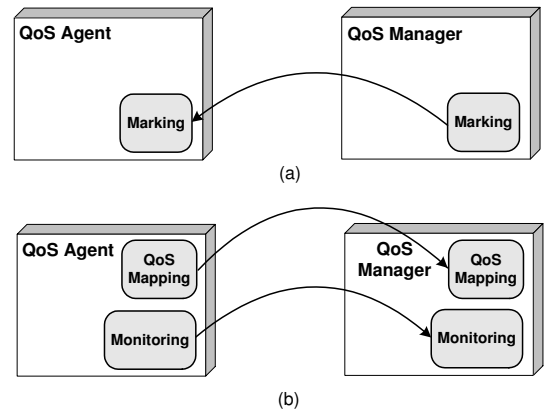 QoS Agent
QoS Manager
Marking
Marking
(a)
QoS Agent
QoS
Mapping
Monitoring
QoS
Manager
QoS
Mapping
Monitoring
(b)